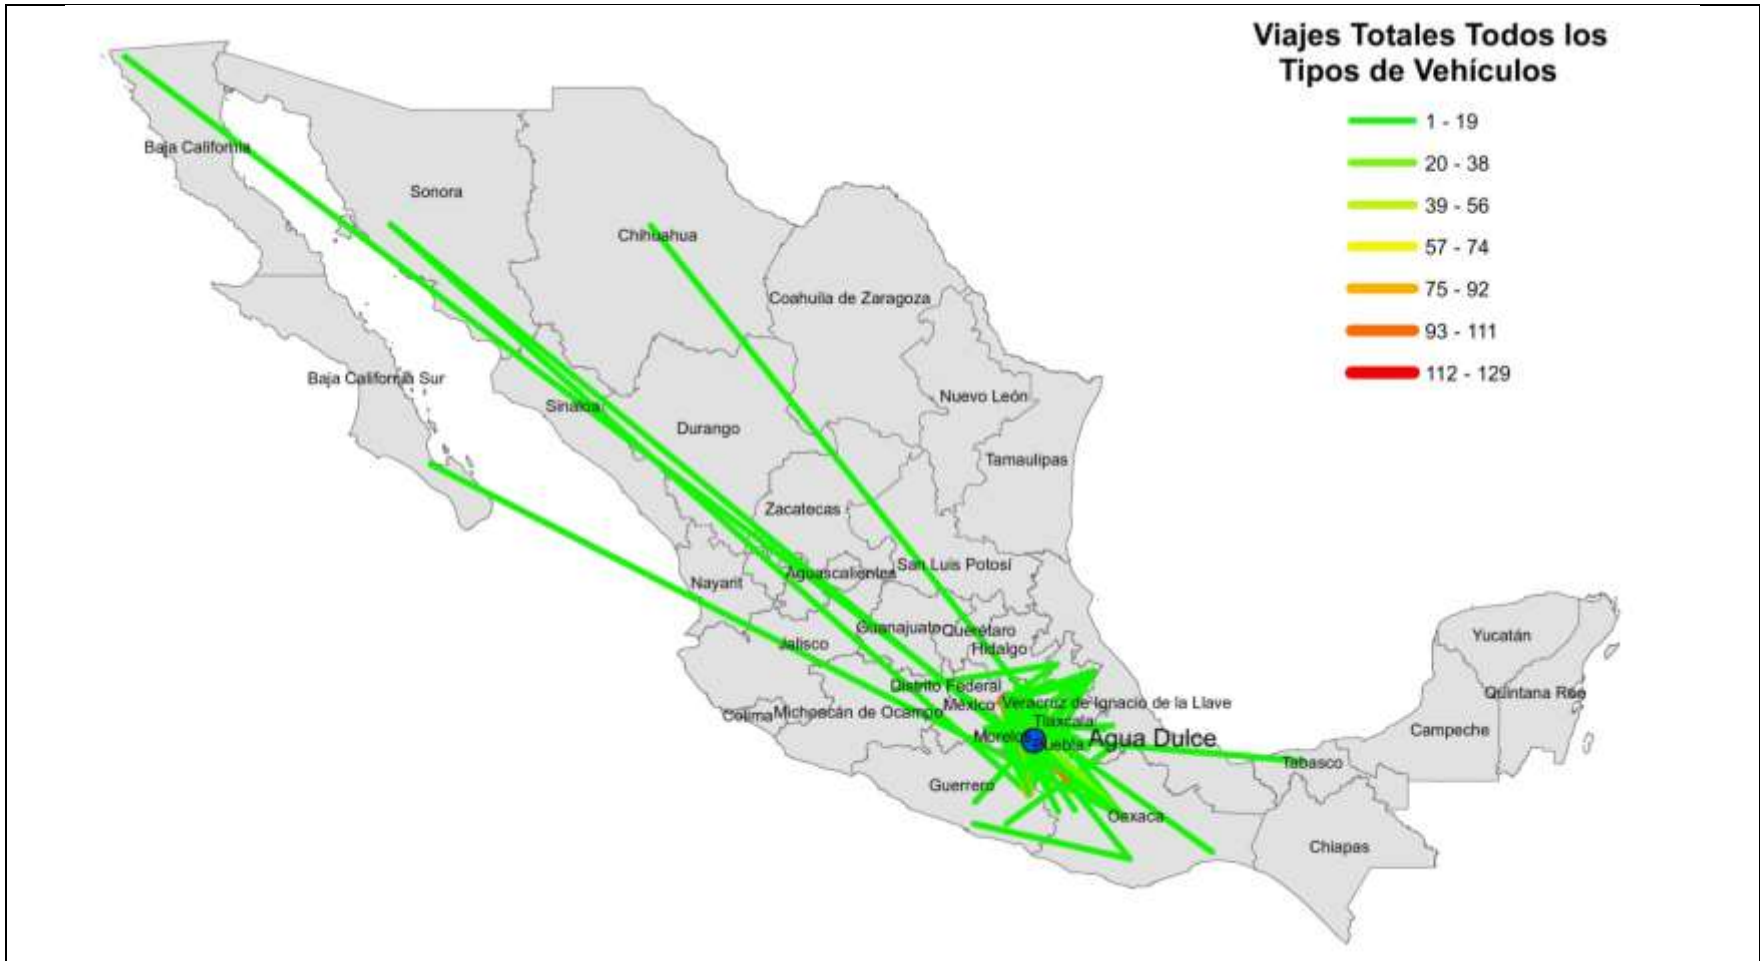 Viajes Totales Todos los
Tipos de Vehículos
1 - 19
20 - 38
39 - 56
57 - 74
75 - 92
93 - 111
112 - 129
Baja California
Sonora
Chihuahua
Coahuila de Zaragoza
Baja California Sur
Nuevo León
Sinaloa
Durango
Tamaulipas
Zacatecas
San Luis Potosí
Aguascalientes
Nayarit
Guanajuato
Querétaro
Yucatán
Jalisco
Hidalgo
Distrito Federal
Quintana Roo
México
Veracruz de Ignacio de la Llave
Colima
Michoacán de Ocampo
Tlaxcala
Campeche
Morelos
Puebla
Agua Dulce
Tabasco
Guerrero
Oaxaca
Chiapas